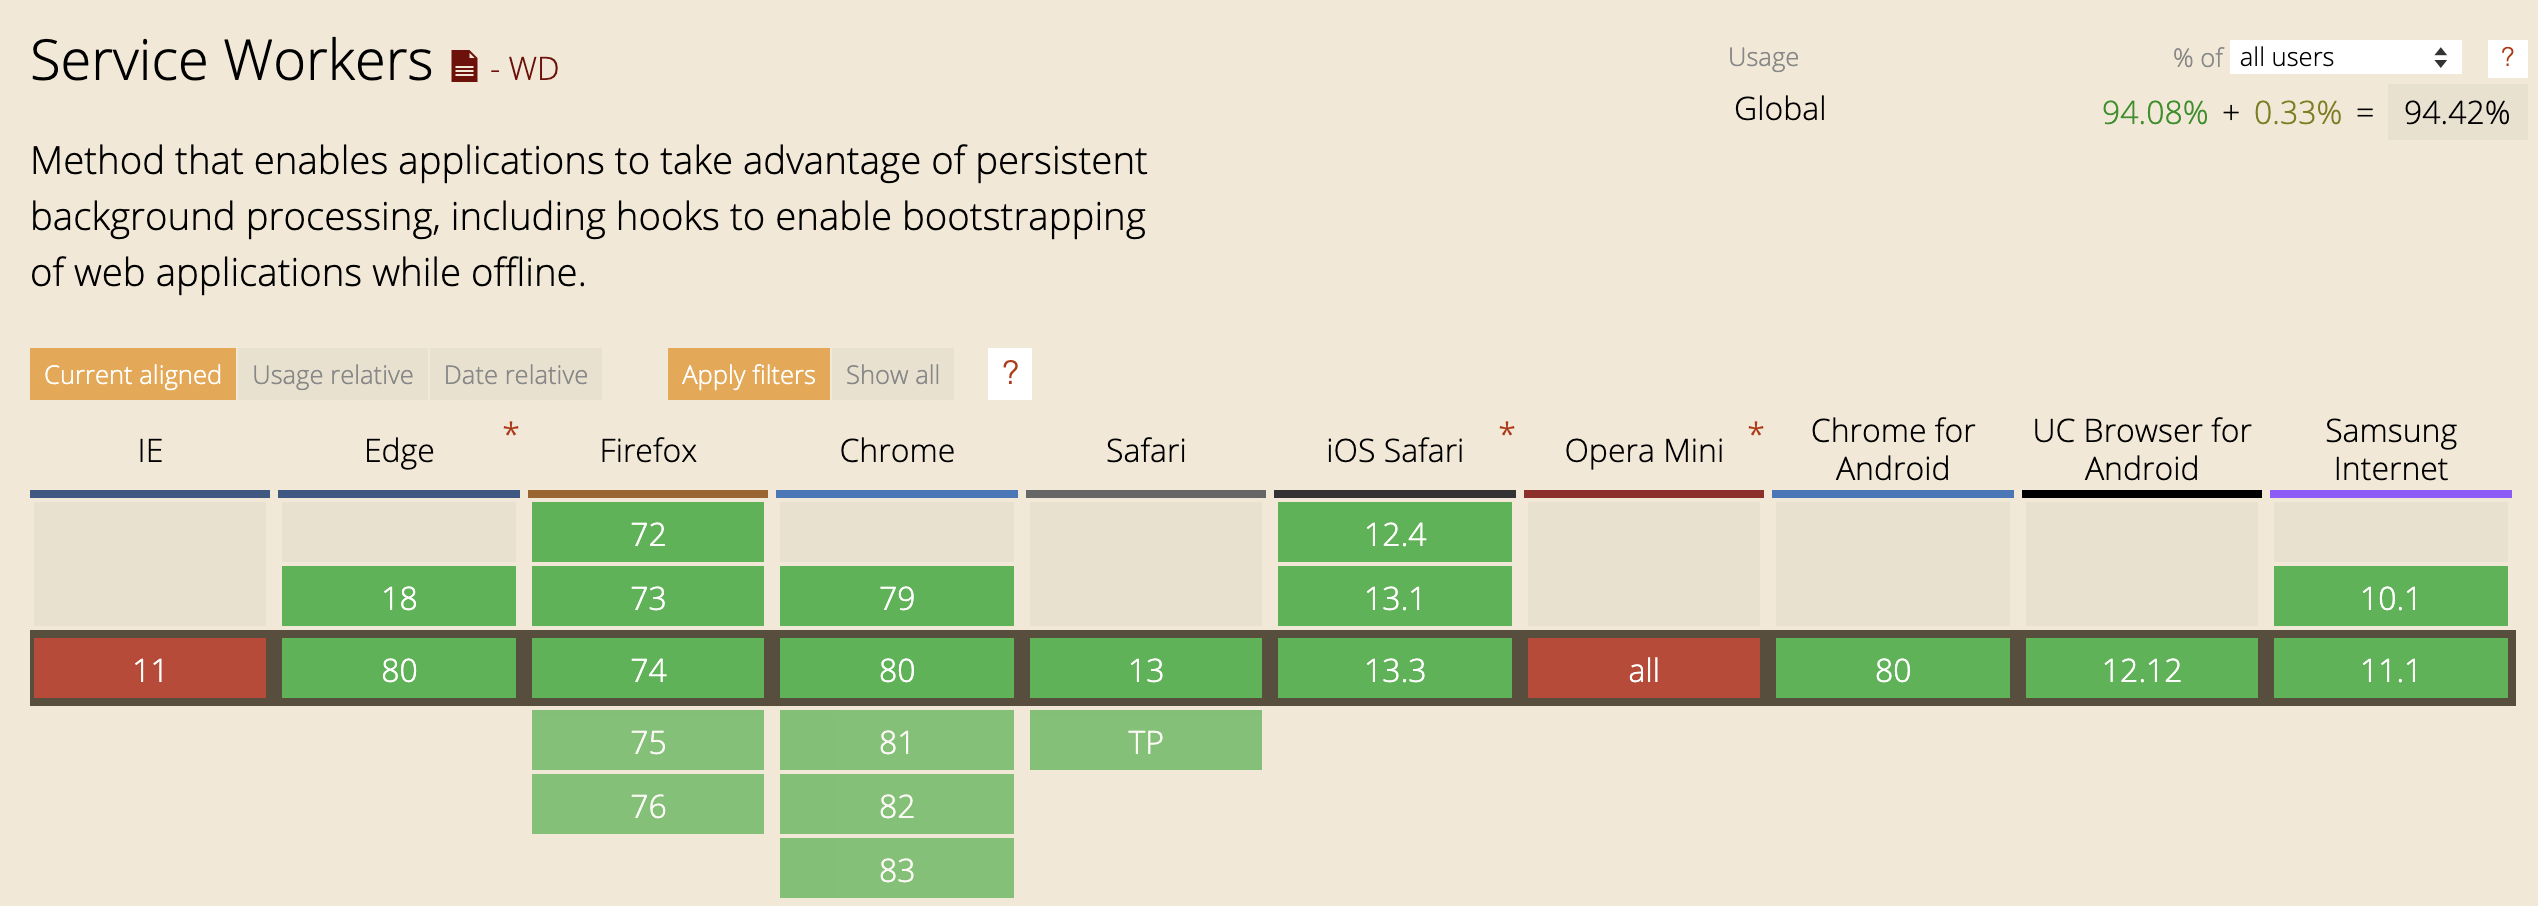 Service Workers - WD
Usage % of all users ?
Global 94.08% + 0.33% = 94.42%
Method that enables applications to take advantage of persistent
background processing, including hooks to enable bootstrapping
of web applications while offline.
Current aligned Usage relative Date relative Apply filters Show all ?
IE Edge * Firefox Chrome Safari iOS Safari * Opera Mini * Chrome for Android UC Browser for Android Samsung Internet
72 12.4
18 73 79 13.1 10.1
11 80 74 80 13 13.3 all 80 12.12 11.1
75 81 TP
76 82
83